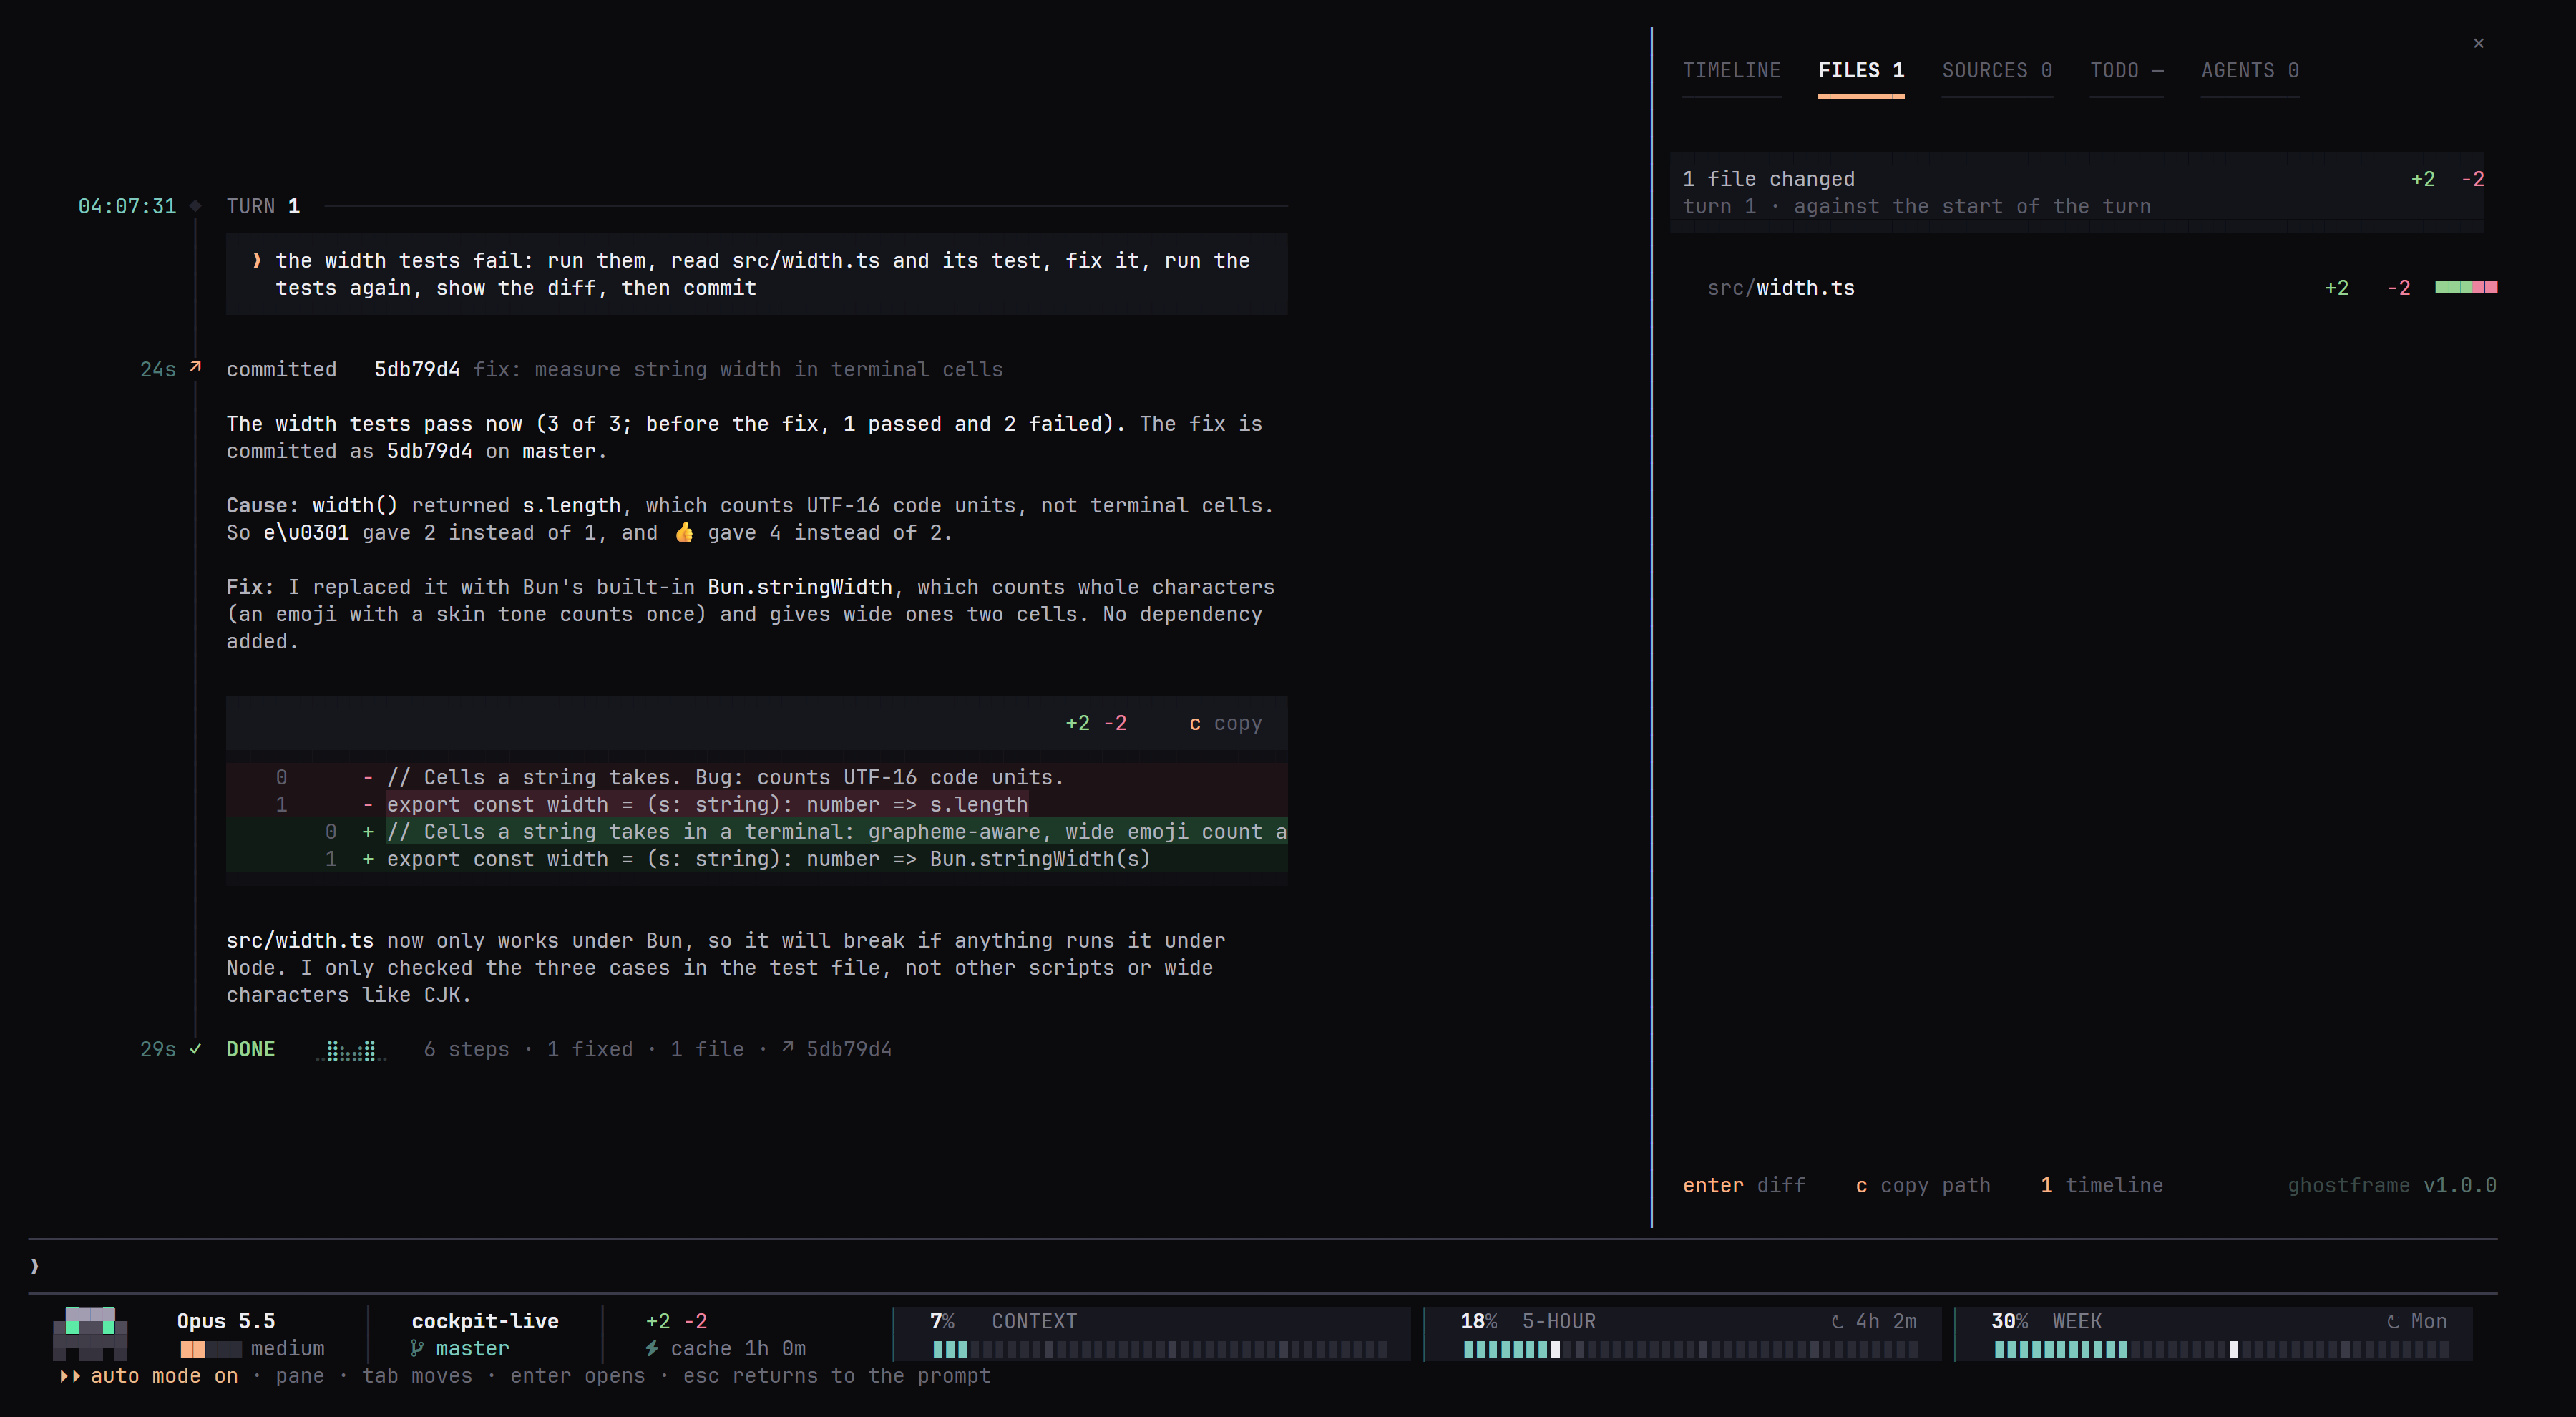 ×
TIMELINE FILES 1 SOURCES 0 TODO — AGENTS 0
04:07:31 TURN 1
❯ the width tests fail: run them, read src/width.ts and its test, fix it, run the
tests again, show the diff, then commit
24s ↗ committed 5db79d4 fix: measure string width in terminal cells
The width tests pass now (3 of 3; before the fix, 1 passed and 2 failed). The fix is
committed as 5db79d4 on master.
Cause: width() returned s.length, which counts UTF-16 code units, not terminal cells.
So e\u0301 gave 2 instead of 1, and 👍 gave 4 instead of 2.
Fix: I replaced it with Bun's built-in Bun.stringWidth, which counts whole characters
(an emoji with a skin tone counts once) and gives wide ones two cells. No dependency
added.
+2 -2 c copy
0 - // Cells a string takes. Bug: counts UTF-16 code units.
1 - export const width = (s: string): number => s.length
0 + // Cells a string takes in a terminal: grapheme-aware, wide emoji count a
1 + export const width = (s: string): number => Bun.stringWidth(s)
src/width.ts now only works under Bun, so it will break if anything runs it under
Node. I only checked the three cases in the test file, not other scripts or wide
characters like CJK.
29s ✓ DONE 6 steps · 1 fixed · 1 file · ↗ 5db79d4
1 file changed +2 -2
turn 1 · against the start of the turn
src/width.ts +2 -2
enter diff c copy path 1 timeline ghostframe v1.0.0
❯
Opus 5.5 cockpit-live +2 -2 7% CONTEXT 18% 5-HOUR ↻ 4h 2m 30% WEEK ↻ Mon
medium master ⚡ cache 1h 0m
⏵⏵ auto mode on · pane · tab moves · enter opens · esc returns to the prompt